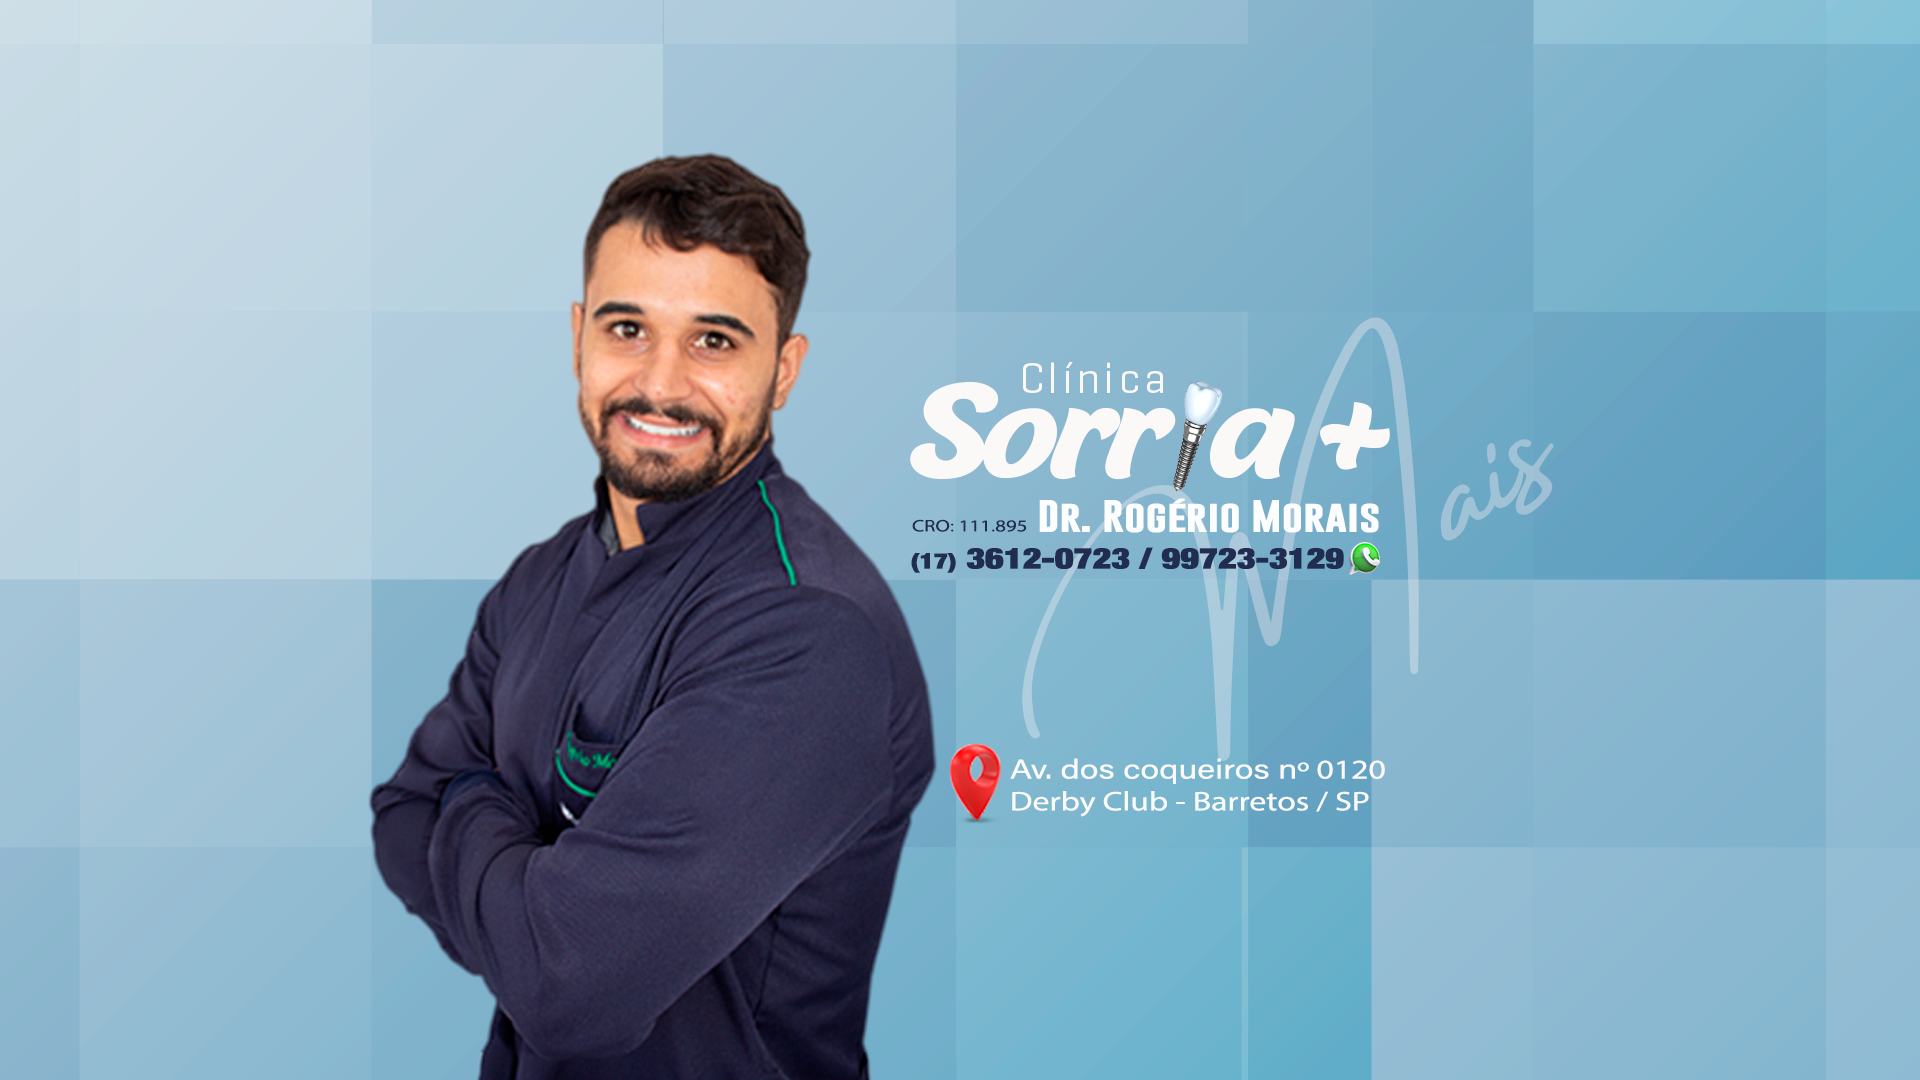 Clínica
Sorria +
Mais
CRO: 111.895 DR. ROGÉRIO MORAIS
(17) 3612-0723 / 99723-3129
Av. dos coqueiros nº 0120
Derby Club - Barretos / SP